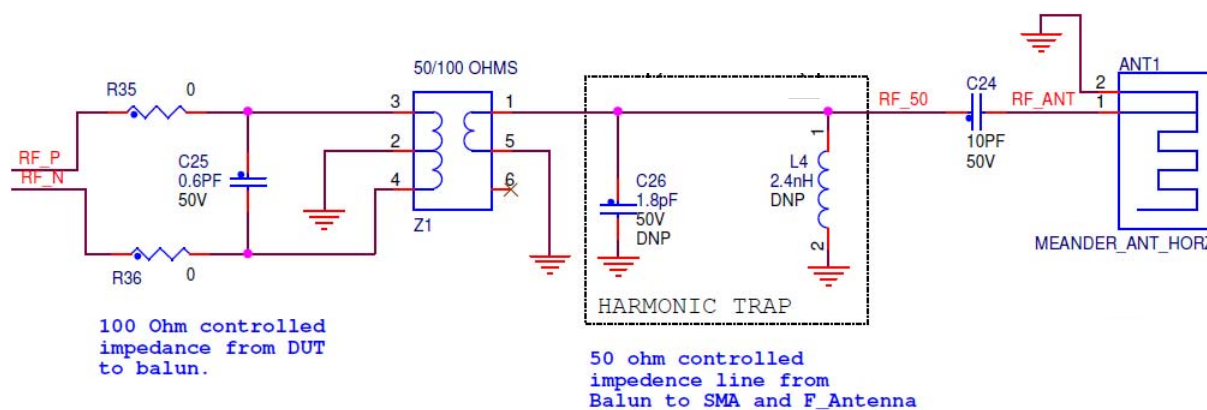 50/100 OHMS
R35
0
3
2
4
1
5
6
Z1
RF_P
RF_N
C25
0.6PF
50V
R36
0
100 Ohm controlled
impedance from DUT
to balun.
C26
1.8pF
50V
DNP
1
L4
2.4nH
DNP
2
HARMONIC TRAP
50 ohm controlled
impedence line from
Balun to SMA and F_Antenna
RF_50
C24
10PF
50V
RF_ANT
ANT1
2
1
MEANDER_ANT_HORZ